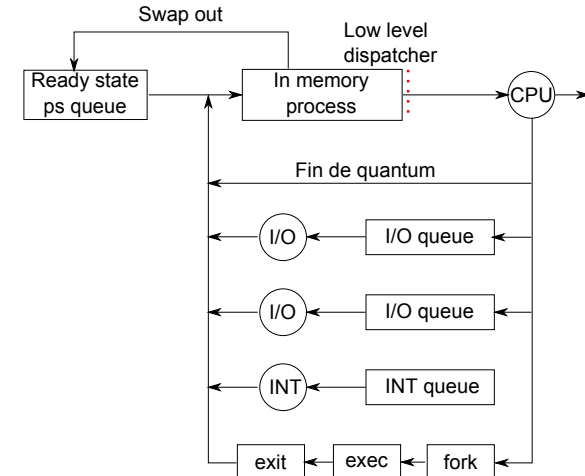 Swap out
Low level
dispatcher
Ready state
ps queue
In memory
process
CPU
Fin de quantum
I/O
I/O queue
I/O
I/O queue
INT
INT queue
exit
exec
fork